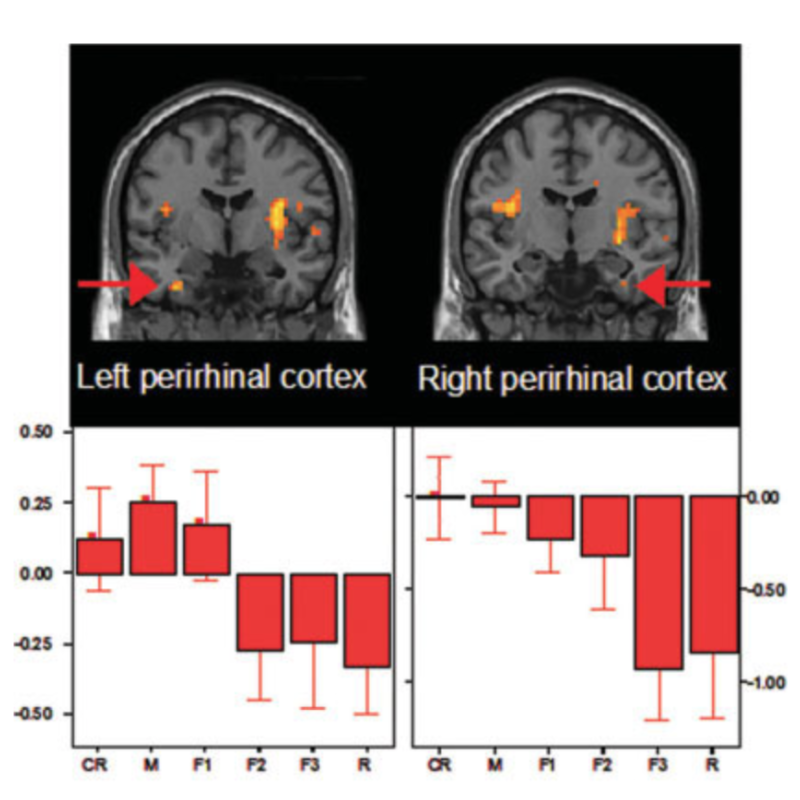 Left perirhinal cortex
Right perirhinal cortex
0.50
0.25
0.00
-0.25
-0.50
CR M F1 F2 F3 R
0.00
-0.50
-1.00
CR M F1 F2 F3 R